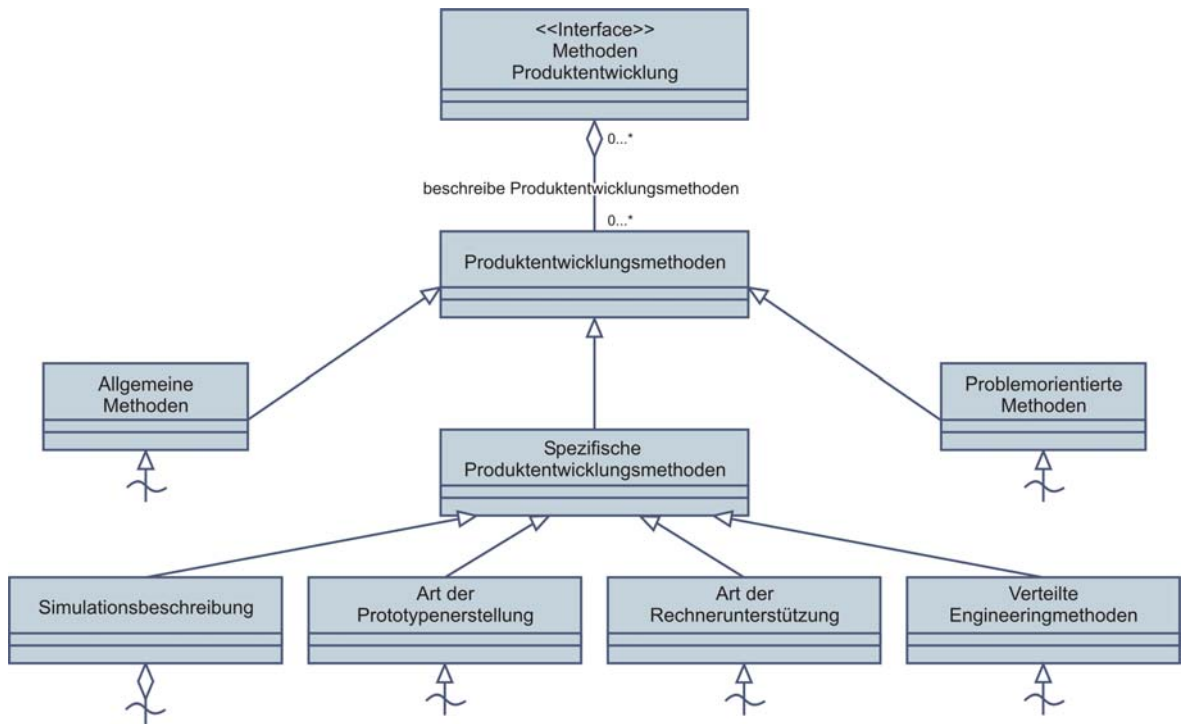 <<Interface>>
Methoden
Produktentwicklung
0...*
beschreibe Produktentwicklungsmethoden
0...*
Produktentwicklungsmethoden
Allgemeine
Methoden
Problemorientierte
Methoden
Spezifische
Produktentwicklungsmethoden
Simulationsbeschreibung
Art der
Prototypenerstellung
Art der
Rechnerunterstützung
Verteilte
Engineeringmethoden